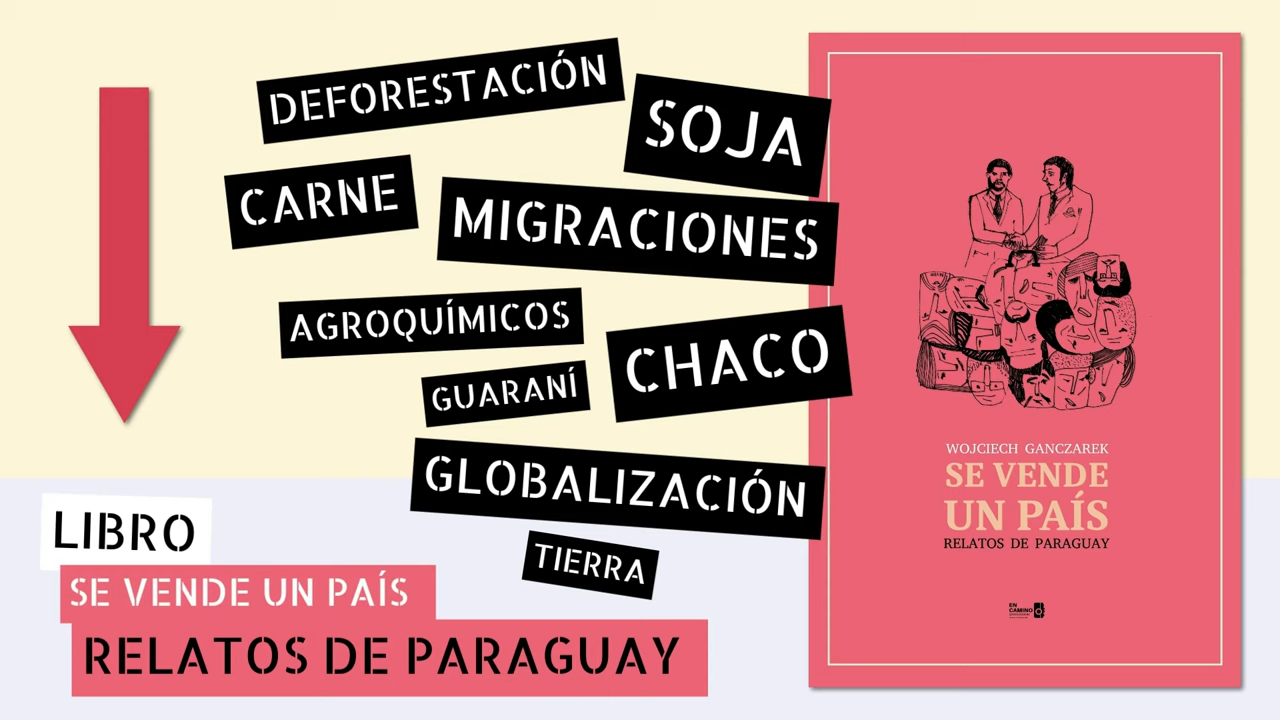 DEFORESTACIÓN
SOJA
CARNE
MIGRACIONES
AGROQUÍMICOS
CHACO
GUARANÍ
GLOBALIZACIÓN
TIERRA
LIBRO
SE VENDE UN PAÍS
RELATOS DE PARAGUAY
WOJCIECH GANCZAREK
SE VENDE
UN PAÍS
RELATOS DE PARAGUAY
EN
CAMINO